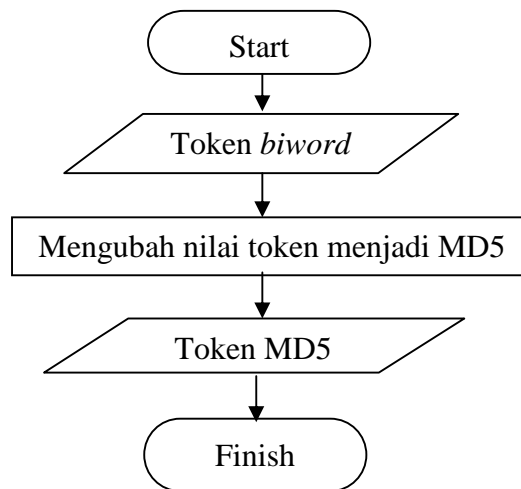 Start
Token biword
Mengubah nilai token menjadi MD5
Token MD5
Finish